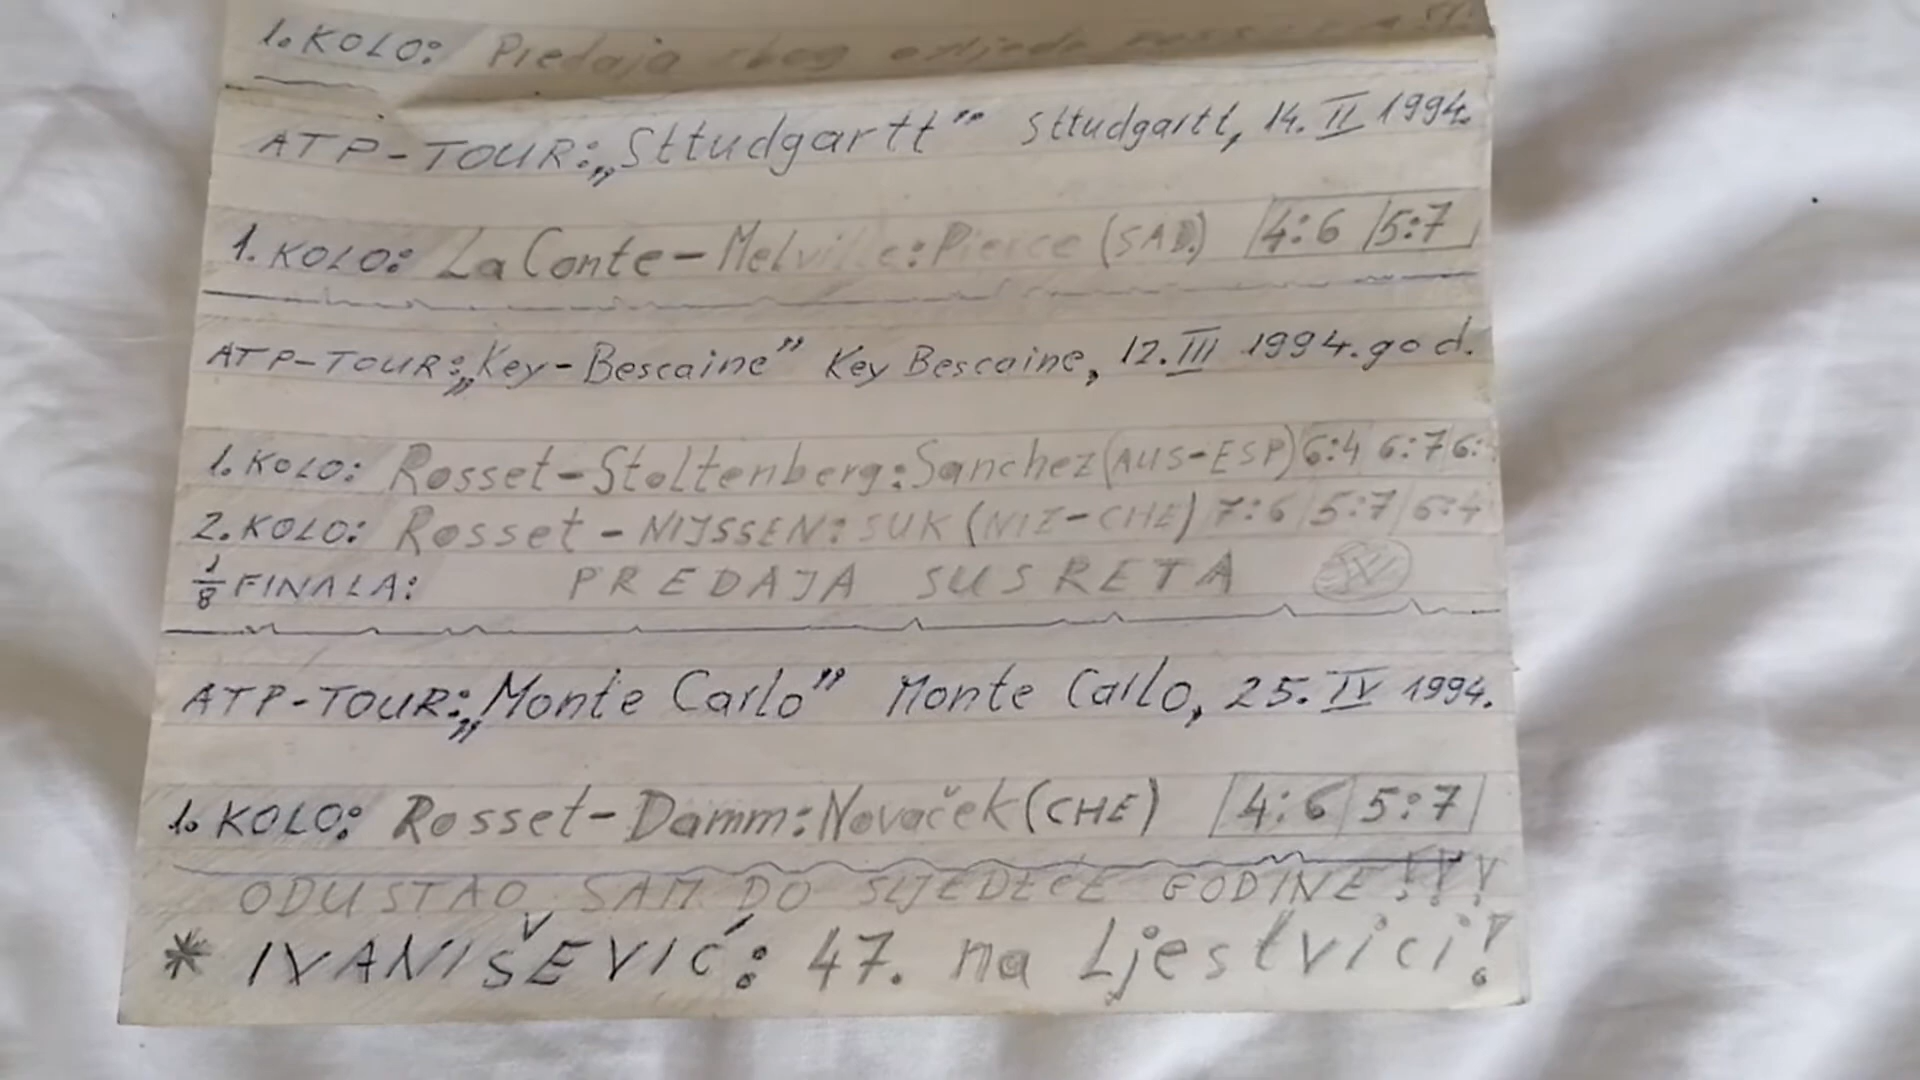 1. KOLO: Predaja zbog
ATP-TOUR: „Sttudgartt" Sttudgartt, 14. II 1994.
1. KOLO: La Conte-Melville: Pierce (SAD) 4:6 5:7
ATP-TOUR: „Key-Bescaine" Key Bescaine, 12. III 1994. god.
1. KOLO: Rosset-Stoltenberg: Sanchez (AUS-ESP) 6:4 6:7 6:
2. KOLO: Rosset - NIJSSEN: SUK (NIZ-CHE) 7:6 5:7 6:4
1/8 FINALA: PREDAJA SUSRETA
ATP-TOUR: „Monte Carlo" Monte Carlo, 25. IV 1994.
1. KOLO: Rosset-Damm: Novaček (CHE) 4:6 5:7
ODUSTAO SAM DO SLJEDEĆE GODINE!!!
* IVANIŠEVIĆ: 47. na Ljestvici!